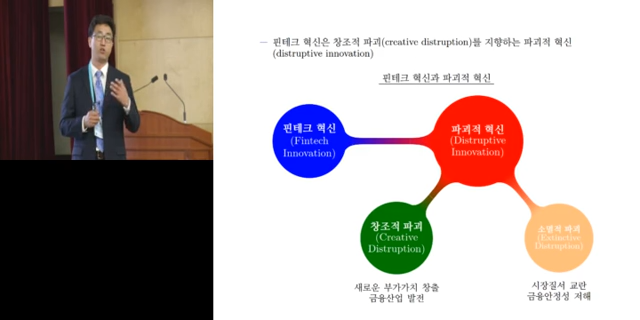 – 핀테크 혁신은 창조적 파괴(creative distruption)를 지향하는 파괴적 혁신
(distruptive innovation)
핀테크 혁신과 파괴적 혁신
핀테크 혁신
(Fintech
Innovation)
파괴적 혁신
(Distruptive
Innovation)
창조적 파괴
(Creative
Distruption)
소멸적 파괴
(Extinctive
Distruption)
새로운 부가가치 창출
금융산업 발전
시장질서 교란
금융안정성 저해